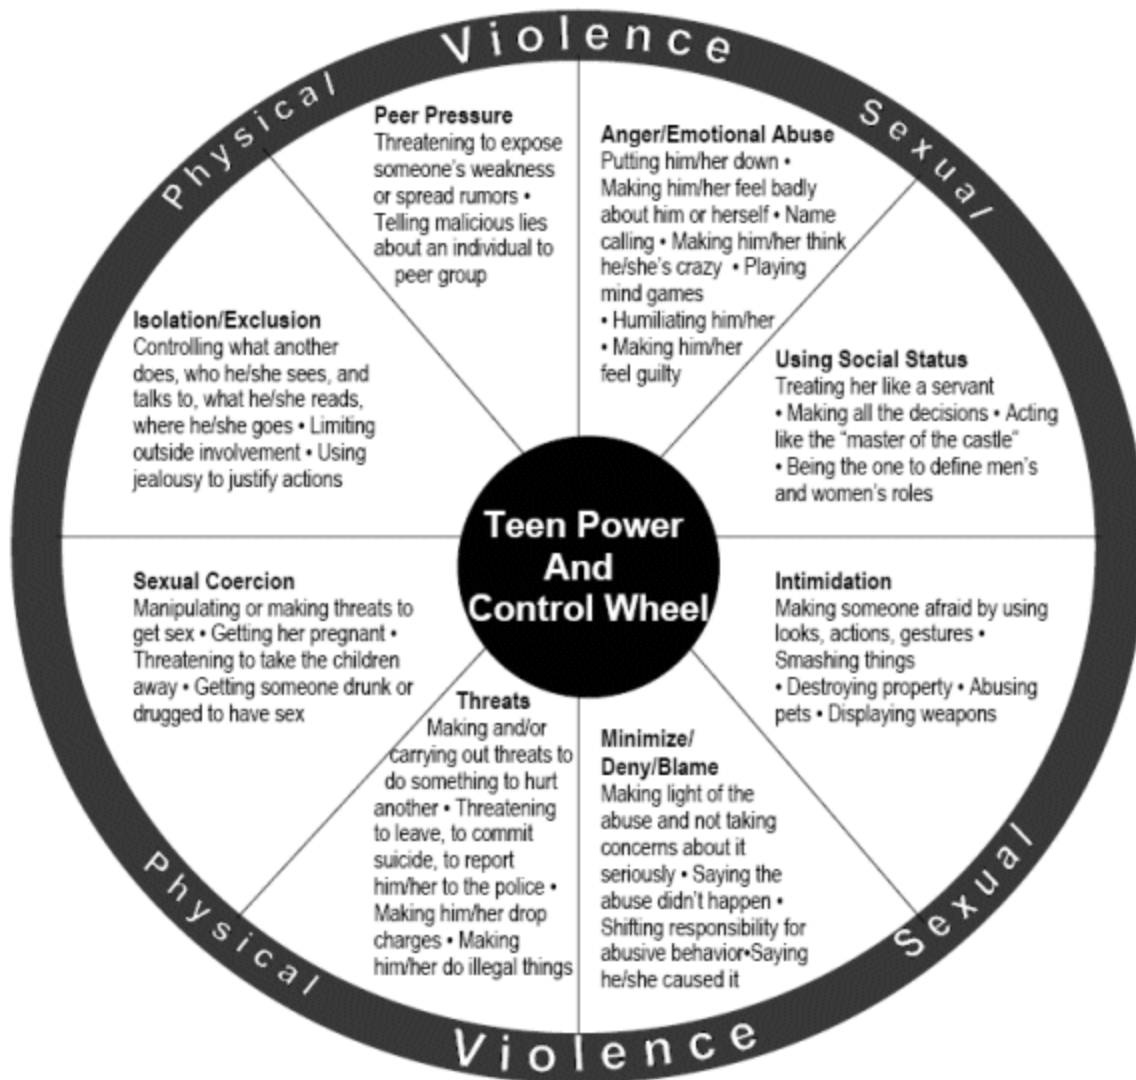 Physical Violence Sexual
Peer Pressure
Threatening to expose
someone's weakness
or spread rumors •
Telling malicious lies
about an individual to
peer group
Anger/Emotional Abuse
Putting him/her down •
Making him/her feel badly
about him or herself • Name
calling • Making him/her think
he/she's crazy • Playing
mind games
• Humiliating him/her
• Making him/her
feel guilty
Isolation/Exclusion
Controlling what another
does, who he/she sees, and
talks to, what he/she reads,
where he/she goes • Limiting
outside involvement • Using
jealousy to justify actions
Using Social Status
Treating her like a servant
• Making all the decisions • Acting
like the "master of the castle"
• Being the one to define men's
and women's roles
Teen Power
And
Control Wheel
Sexual Coercion
Manipulating or making threats to
get sex • Getting her pregnant •
Threatening to take the children
away • Getting someone drunk or
drugged to have sex
Intimidation
Making someone afraid by using
looks, actions, gestures •
Smashing things
• Destroying property • Abusing
pets • Displaying weapons
Threats
Making and/or
carrying out threats to
do something to hurt
another • Threatening
to leave, to commit
suicide, to report
him/her to the police •
Making him/her drop
charges • Making
him/her do illegal things
Minimize/
Deny/Blame
Making light of the
abuse and not taking
concerns about it
seriously • Saying the
abuse didn't happen •
Shifting responsibility for
abusive behavior•Saying
he/she caused it
Physical Violence Sexual